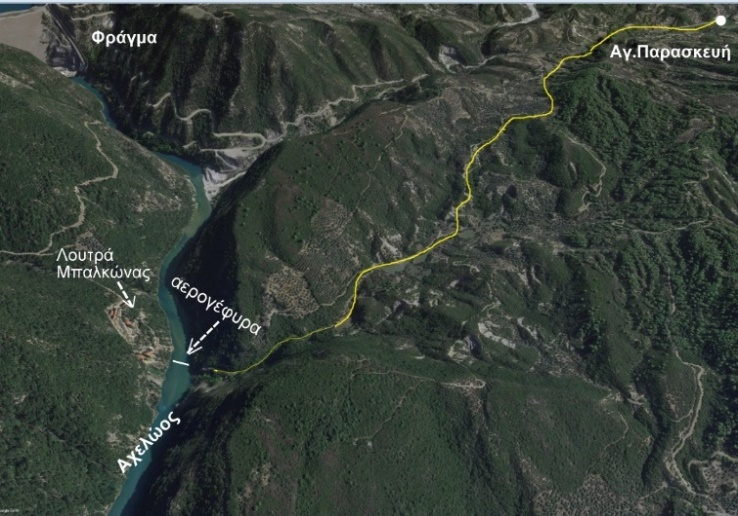 Φράγμα
Αγ.Παρασκευή
Λουτρά
Μπαλκώνας
αερογέφυρα
Αχελώος